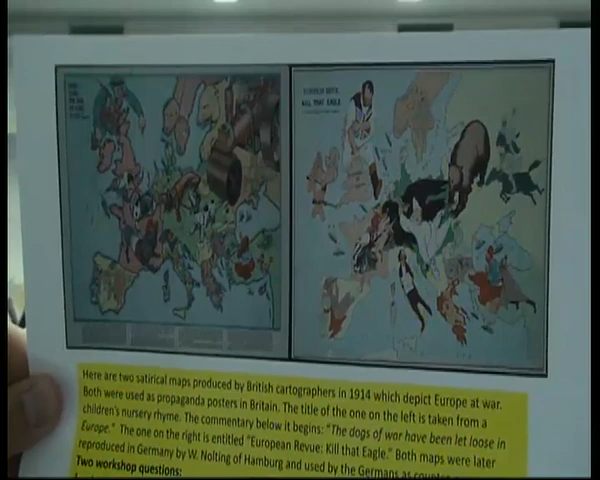 EUROPEAN REVUE
KILL THAT EAGLE
Here are two satirical maps produced by British cartographers in 1914 which depict Europe at war.
Both were used as propaganda posters in Britain. The title of the one on the left is taken from a
children's nursery rhyme. The commentary below it begins: "The dogs of war have been let loose in
Europe." The one on the right is entitled "European Revue: Kill that Eagle." Both maps were later
reproduced in Germany by W. Nolting of Hamburg and used by the Germans as
Two workshop questions: